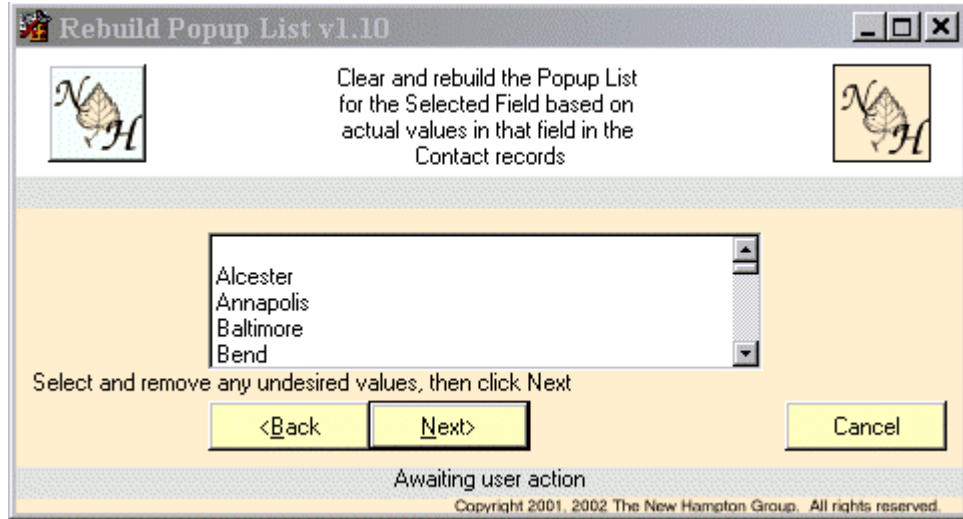 Rebuild Popup List v1.10
N H
Clear and rebuild the Popup List
for the Selected Field based on
actual values in that field in the
Contact records
N H
Alcester
Annapolis
Baltimore
Bend
Select and remove any undesired values, then click Next
<Back
Next>
Cancel
Awaiting user action
Copyright 2001, 2002 The New Hampton Group. All rights reserved.